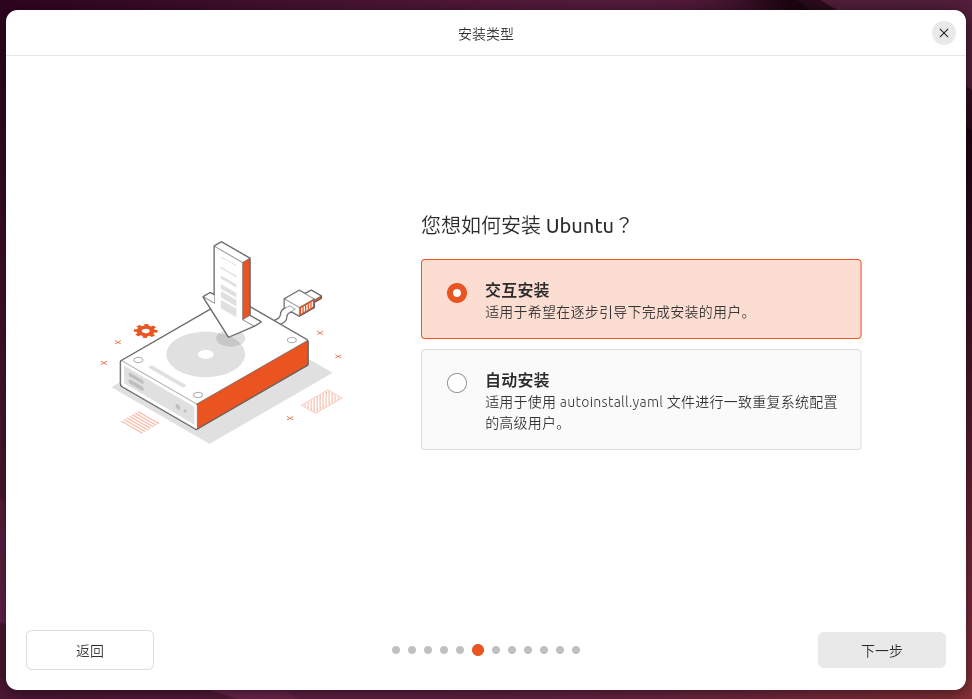 安装类型
您想如何安装 Ubuntu？
交互安装
适用于希望在逐步引导下完成安装的用户。
自动安装
适用于使用 autoinstall.yaml 文件进行一致重复系统配置
的高级用户。
返回
下一步